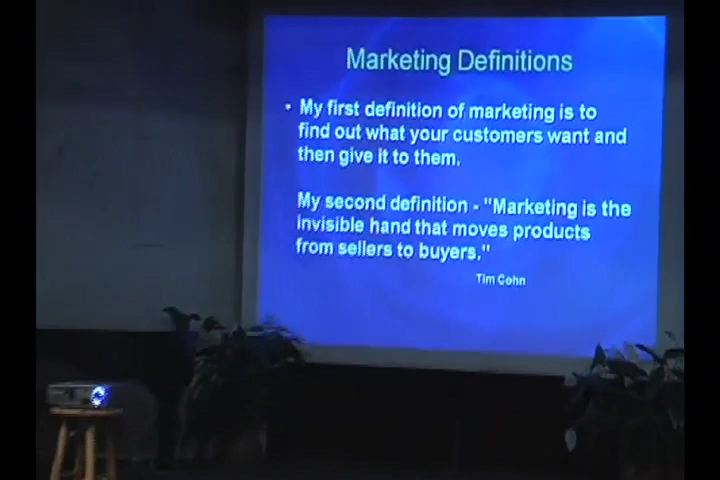 Marketing Definitions
• My first definition of marketing is to
find out what your customers want and
then give it to them.
My second definition - "Marketing is the
invisible hand that moves products
from sellers to buyers."
Tim Cohn